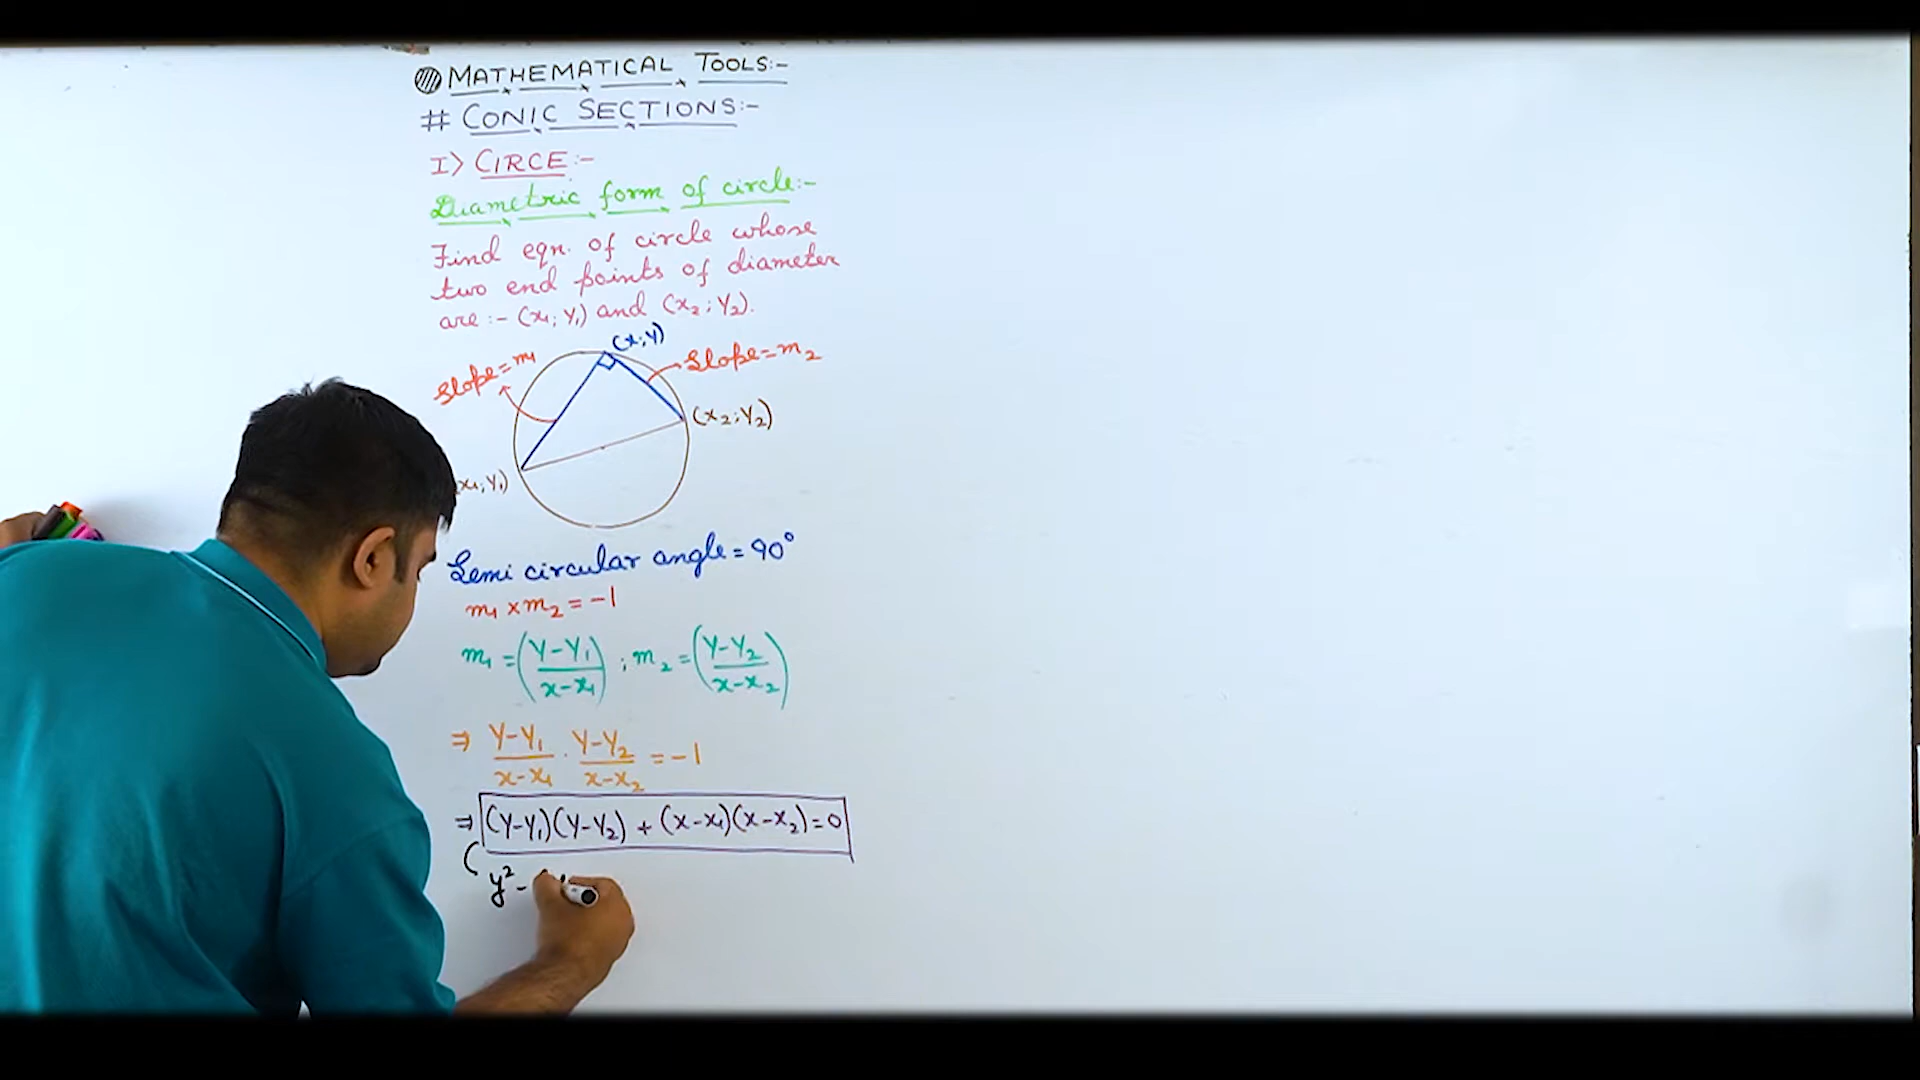 MATHEMATICAL TOOLS:-
# CONIC SECTIONS:-
I> CIRCE:-
Diametric form of circle:-
Find eqn. of circle whose
two end points of diameter
are :- (x₁; y₁) and (x₂; y₂).
(x; y)
Slope = m₁
Slope = m₂
(x₂; y₂)
x₁; y₁)
Semi circular angle = 90°
m₁ × m₂ = -1
m₁ = (y-y₁ / x-x₁) ; m₂ = (y-y₂ / x-x₂)
⇒ y-y₁ / x-x₁ . y-y₂ / x-x₂ = -1
⇒ (y-y₁)(y-y₂) + (x-x₁)(x-x₂) = 0
y² -